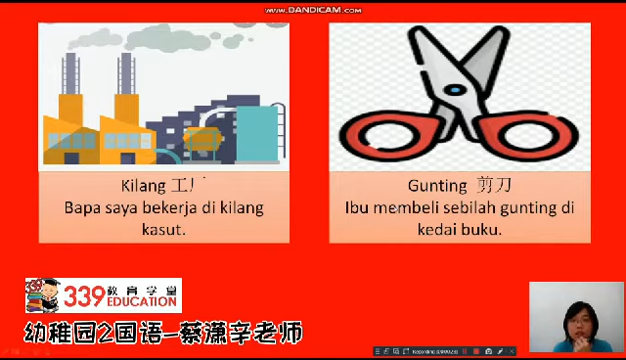 WWW.BANDICAM.COM
Kilang 工厂
Bapa saya bekerja di kilang
kasut.
Gunting 剪刀
Ibu membeli sebilah gunting di
kedai buku.
339 教育学堂
EDUCATION
幼稚园2国语-蔡潇辛老师